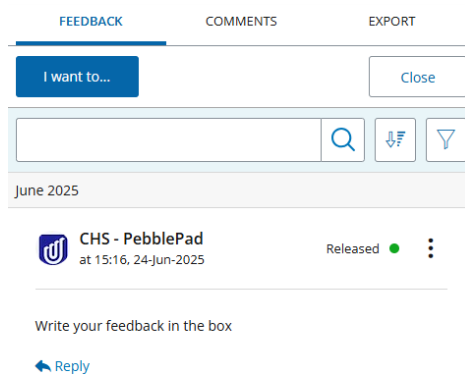 FEEDBACK COMMENTS EXPORT
I want to... Close
June 2025
CHS - PebblePad
at 15:16, 24-Jun-2025 Released
Write your feedback in the box
Reply